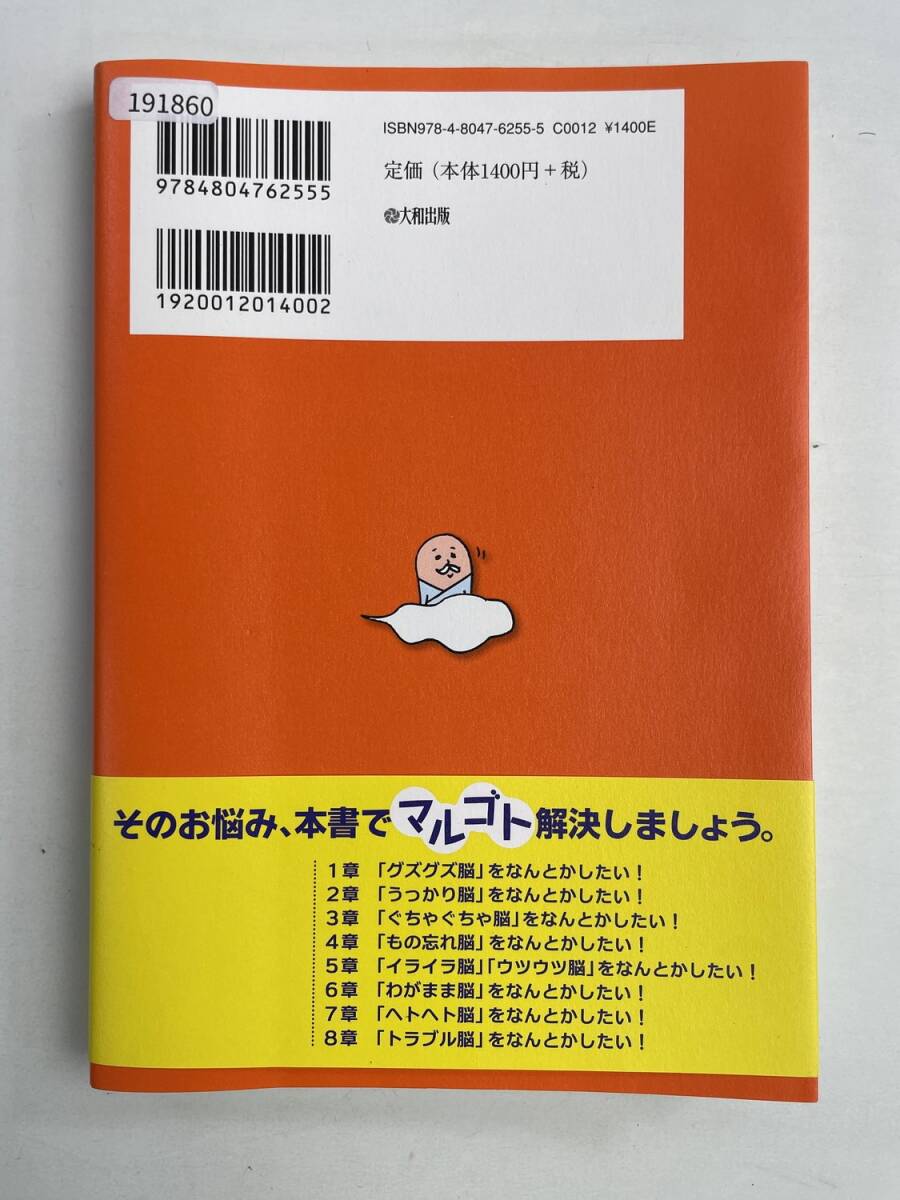 191860
ISBN978-4-8047-6255-5 C0012 ¥1400E
9784804762555
定価(本体1400円+税)
大和出版
1920012014002
そのお悩み、本書でマルゴト解決しましょう。
1章 「グズグズ脳」をなんとかしたい!
2章 「うっかり脳」をなんとかしたい!
3章 「ぐちゃぐちゃ脳」をなんとかしたい!
4章 「もの忘れ脳」をなんとかしたい!
5章 「イライラ脳」「ウツウツ脳」をなんとかしたい!
6章 「わがまま脳」をなんとかしたい!
7章 「ヘトヘト脳」をなんとかしたい!
8章 「トラブル脳」をなんとかしたい!